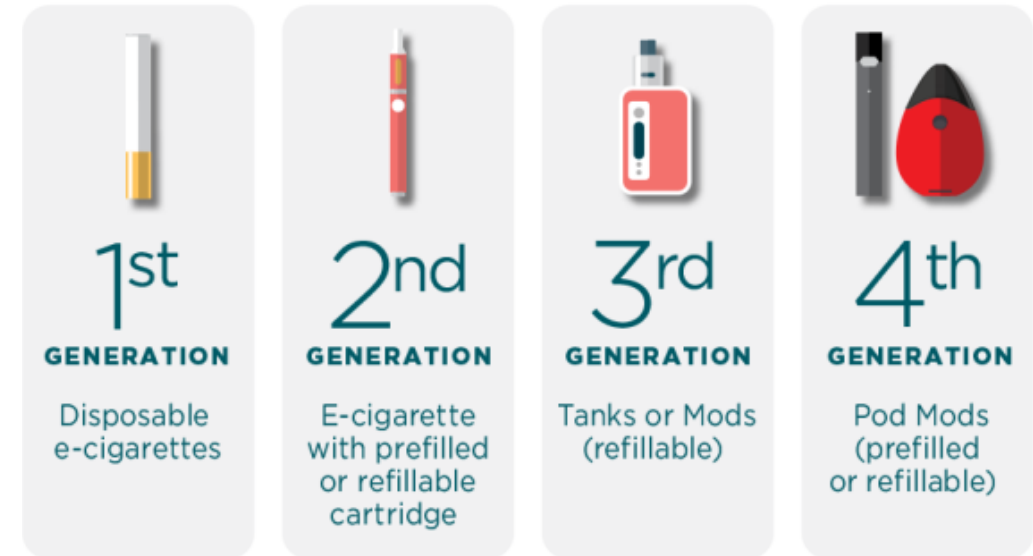 1st
GENERATION
Disposable
e-cigarettes
2nd
GENERATION
E-cigarette
with prefilled
or refillable
cartridge
3rd
GENERATION
Tanks or Mods
(refillable)
4th
GENERATION
Pod Mods
(prefilled
or refillable)